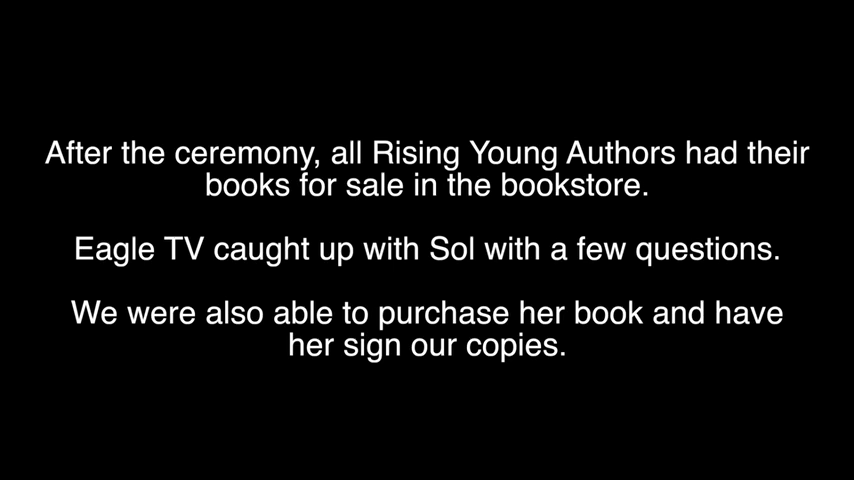 After the ceremony, all Rising Young Authors had their
books for sale in the bookstore.
Eagle TV caught up with Sol with a few questions.
We were also able to purchase her book and have
her sign our copies.